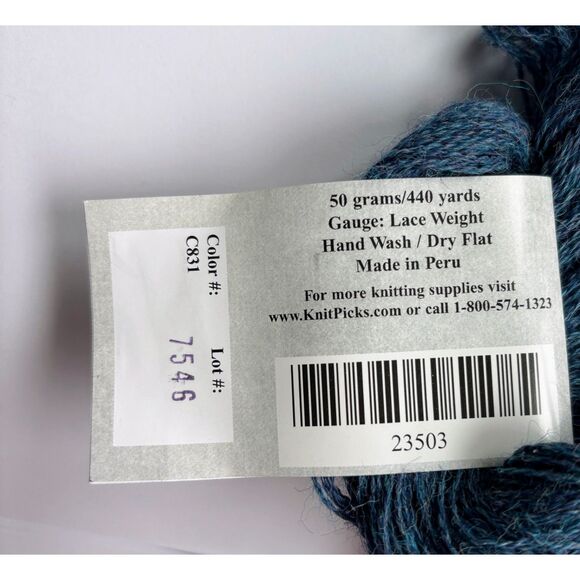 50 grams/440 yards
Gauge: Lace Weight
Hand Wash / Dry Flat
Made in Peru
For more knitting supplies visit
www.KnitPicks.com or call 1-800-574-1323
23503
Color #: Lot #:
C831 7546